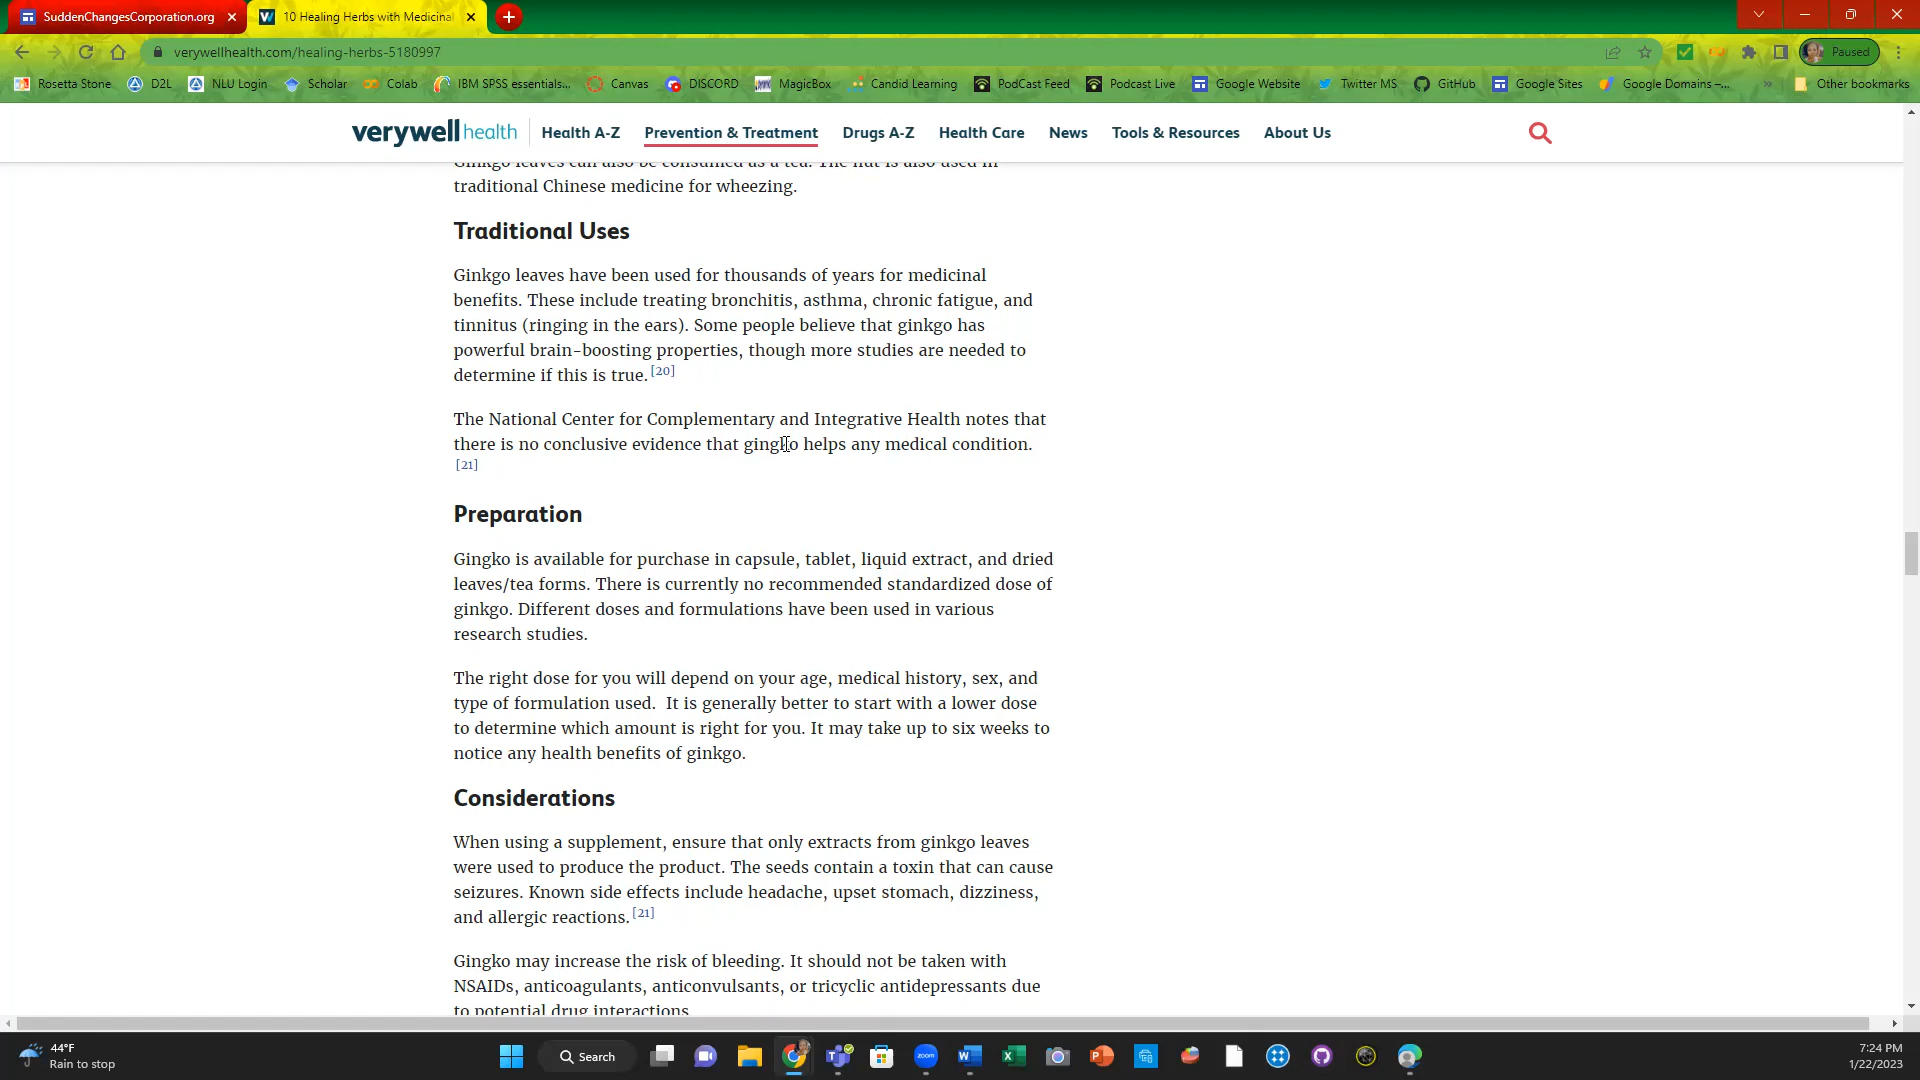 SuddenChangesCorporation.org
10 Healing Herbs with Medicinal
verywellhealth.com/healing-herbs-5180997
Paused
Rosetta Stone
D2L
NLU Login
Scholar
Colab
IBM SPSS essentials...
Canvas
DISCORD
MagicBox
Candid Learning
PodCast Feed
Podcast Live
Google Website
Twitter MS
GitHub
Google Sites
Google Domains –...
»
Other bookmarks
verywell health
Health A-Z
Prevention & Treatment
Drugs A-Z
Health Care
News
Tools & Resources
About Us
Ginkgo leaves can also be consumed as a tea. The nut is also used in
traditional Chinese medicine for wheezing.
Traditional Uses
Ginkgo leaves have been used for thousands of years for medicinal
benefits. These include treating bronchitis, asthma, chronic fatigue, and
tinnitus (ringing in the ears). Some people believe that ginkgo has
powerful brain-boosting properties, though more studies are needed to
determine if this is true. [20]
The National Center for Complementary and Integrative Health notes that
there is no conclusive evidence that gingko helps any medical condition.
[21]
Preparation
Gingko is available for purchase in capsule, tablet, liquid extract, and dried
leaves/tea forms. There is currently no recommended standardized dose of
ginkgo. Different doses and formulations have been used in various
research studies.
The right dose for you will depend on your age, medical history, sex, and
type of formulation used.  It is generally better to start with a lower dose
to determine which amount is right for you. It may take up to six weeks to
notice any health benefits of ginkgo.
Considerations
When using a supplement, ensure that only extracts from ginkgo leaves
were used to produce the product. The seeds contain a toxin that can cause
seizures. Known side effects include headache, upset stomach, dizziness,
and allergic reactions. [21]
Gingko may increase the risk of bleeding. It should not be taken with
NSAIDs, anticoagulants, anticonvulsants, or tricyclic antidepressants due
to potential drug interactions.
44°F
Rain to stop
Search
zoom
7:24 PM
1/22/2023